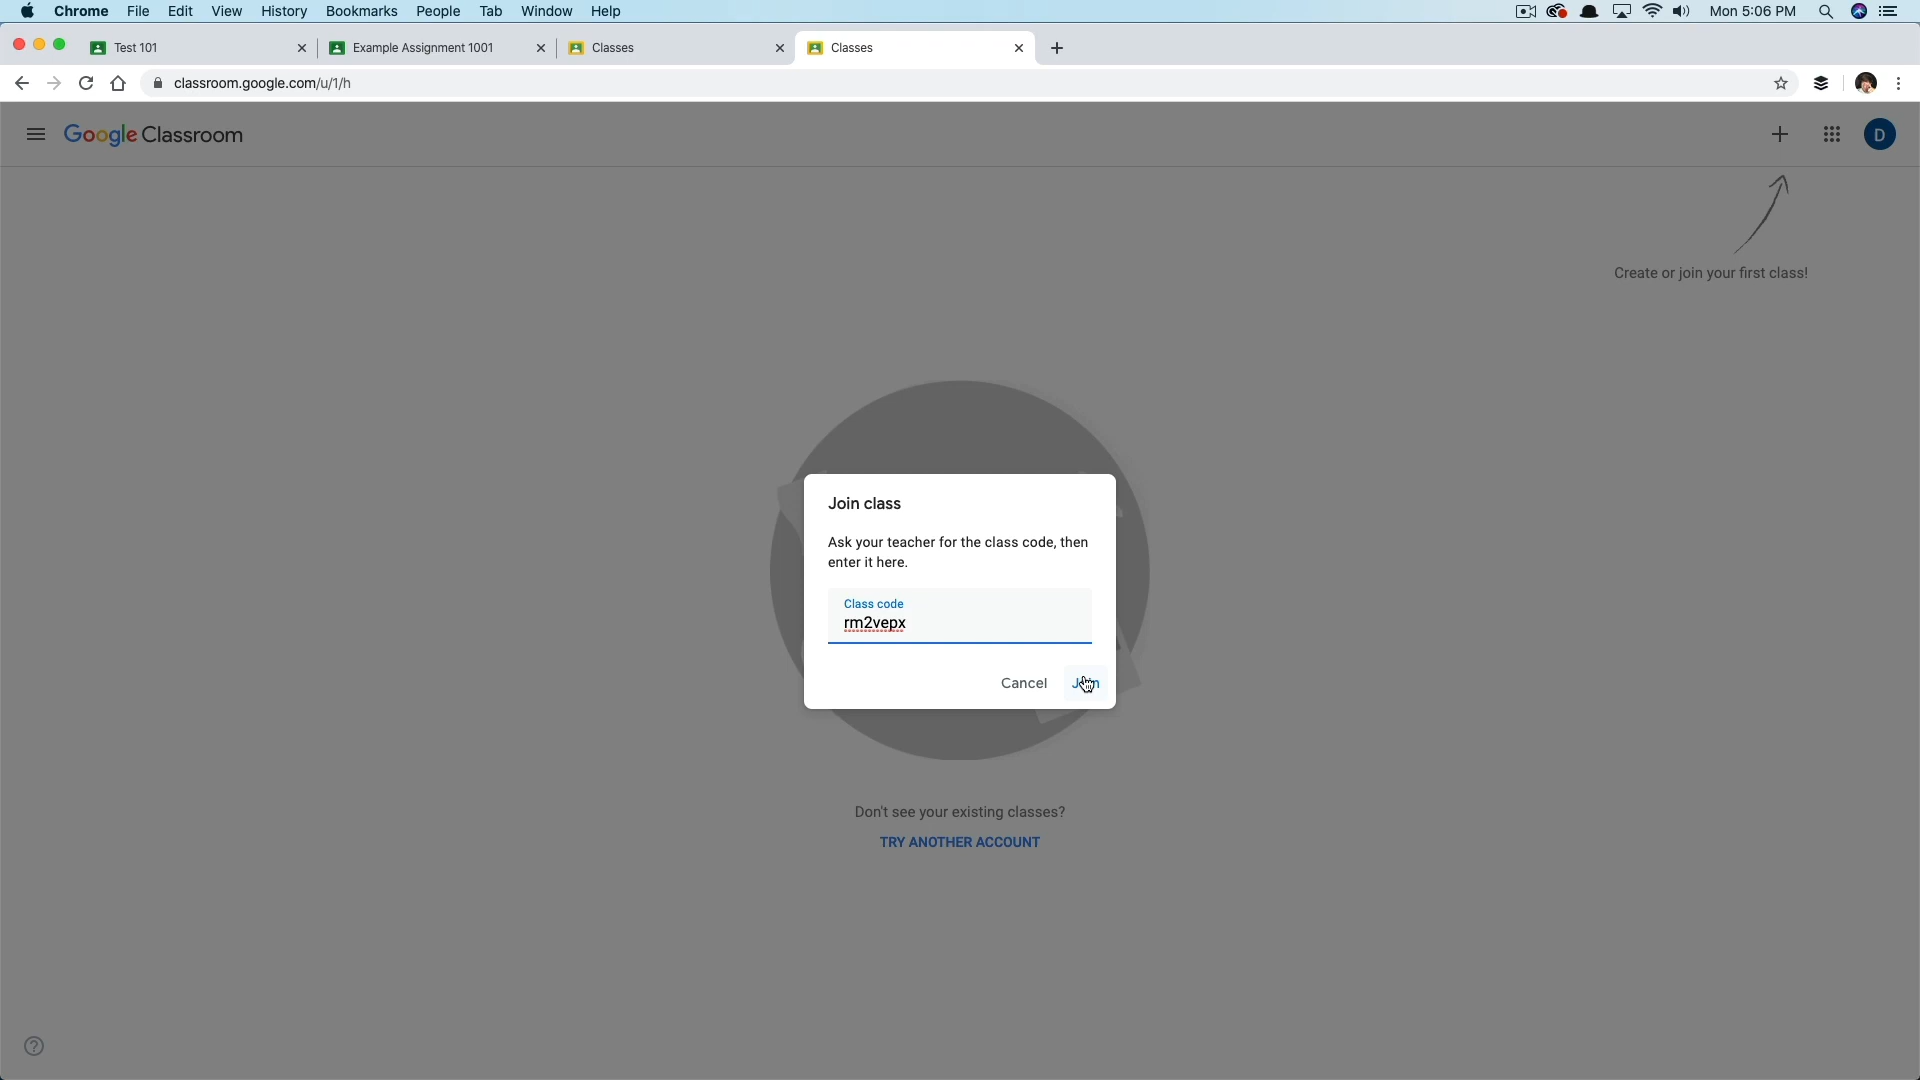 Chrome File Edit View History Bookmarks People Tab Window Help Mon 5:06 PM
Test 101 Example Assignment 1001 Classes Classes
classroom.google.com/u/1/h
Google Classroom D
Create or join your first class!
Join class
Ask your teacher for the class code, then
enter it here.
Class code
rm2vepx
Cancel Join
Don't see your existing classes?
TRY ANOTHER ACCOUNT